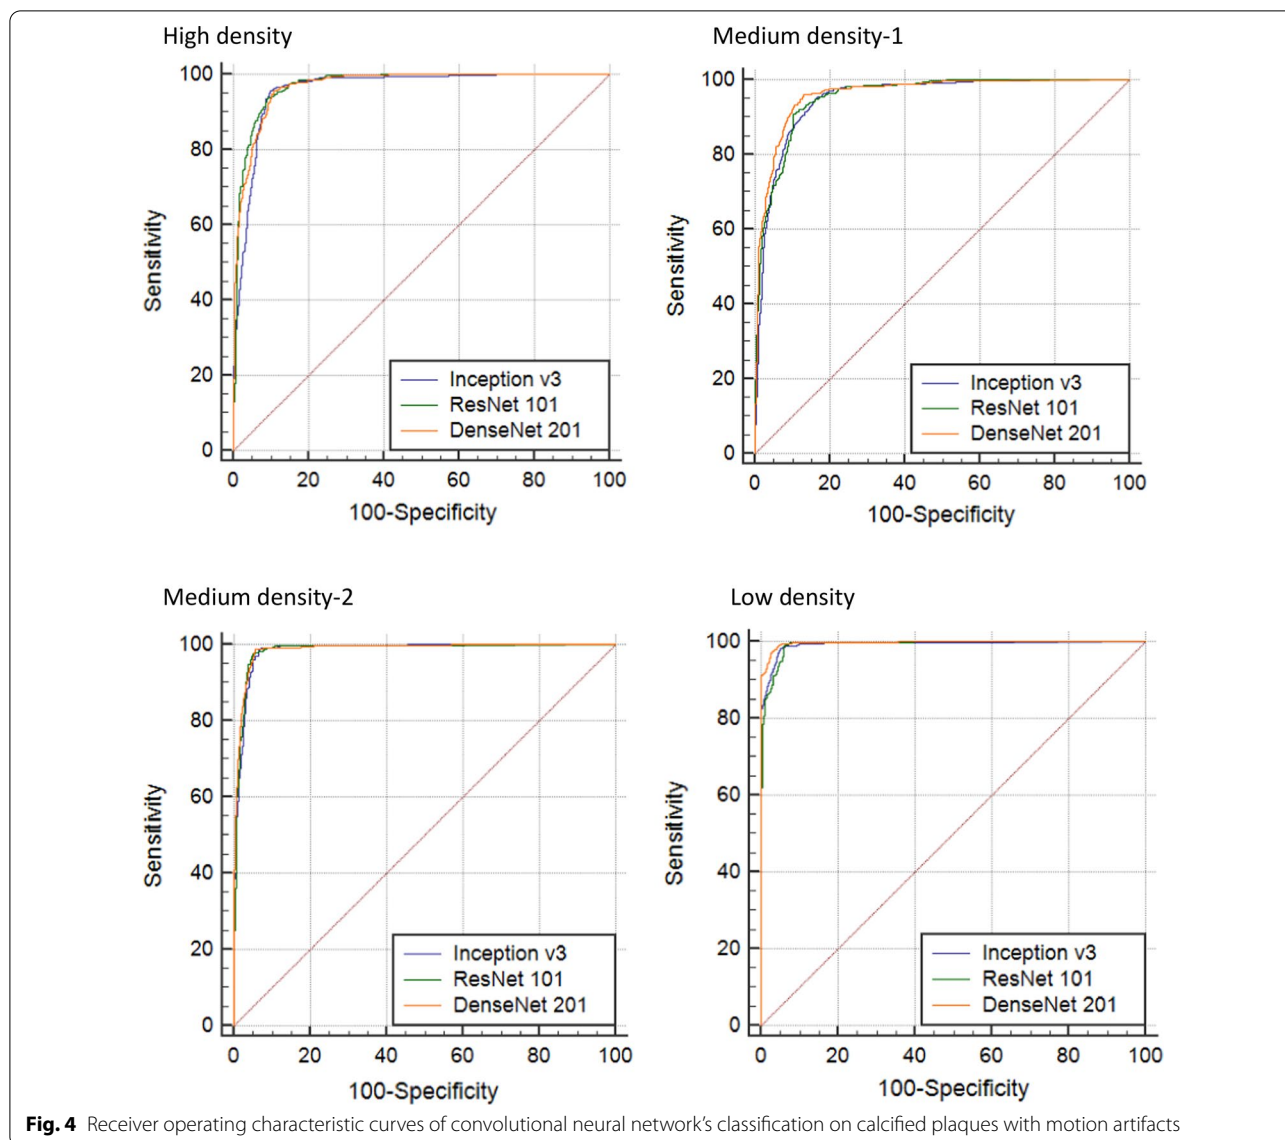 High density
Sensitivity
100
80
60
40
20
0
Inception v3
ResNet 101
DenseNet 201
0 20 40 60 80 100
100-Specificity
Medium density-1
Sensitivity
100
80
60
40
20
0
Inception v3
ResNet 101
DenseNet 201
0 20 40 60 80 100
100-Specificity
Medium density-2
Sensitivity
100
80
60
40
20
0
Inception v3
ResNet 101
DenseNet 201
0 20 40 60 80 100
100-Specificity
Low density
Sensitivity
100
80
60
40
20
0
Inception v3
ResNet 101
DenseNet 201
0 20 40 60 80 100
100-Specificity
Fig. 4 Receiver operating characteristic curves of convolutional neural network’s classification on calcified plaques with motion artifacts